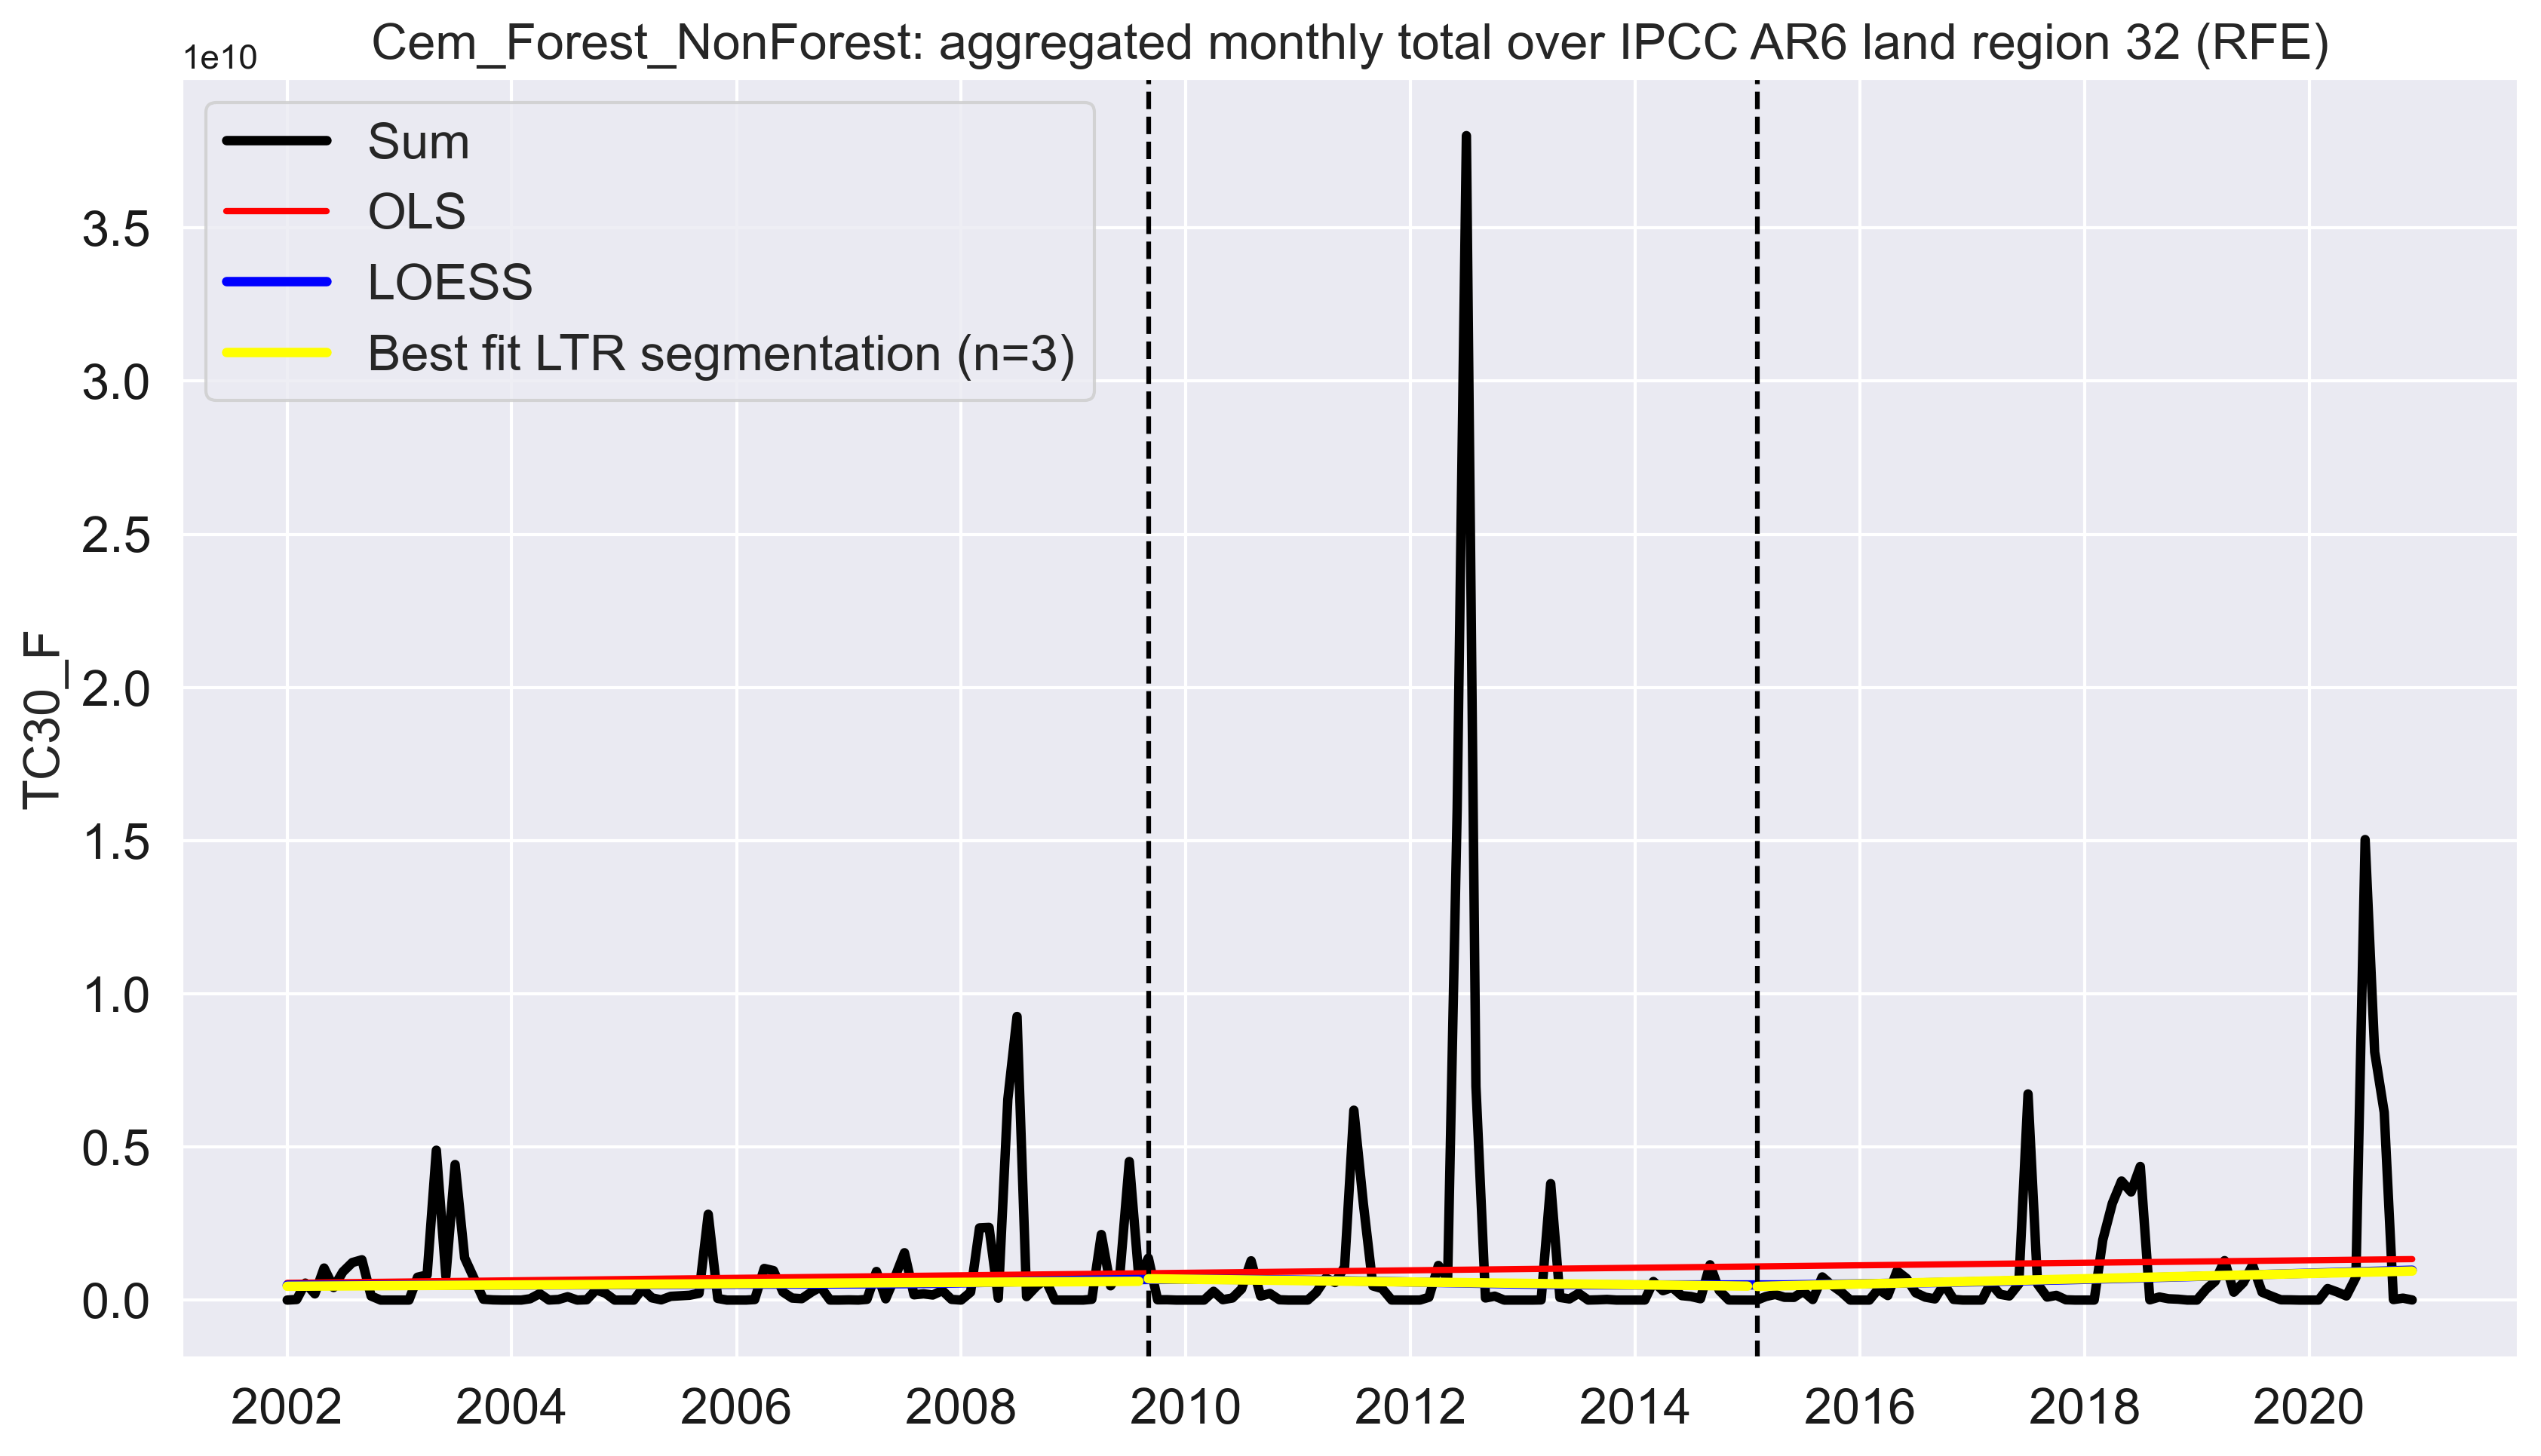 Cem_Forest_NonForest: aggregated monthly total over IPCC AR6 land region 32 (RFE)
1e10
Sum
OLS
LOESS
Best fit LTR segmentation (n=3)
3.5
3.0
2.5
2.0
1.5
1.0
0.5
0.0
TC30_F
2002 2004 2006 2008 2010 2012 2014 2016 2018 2020